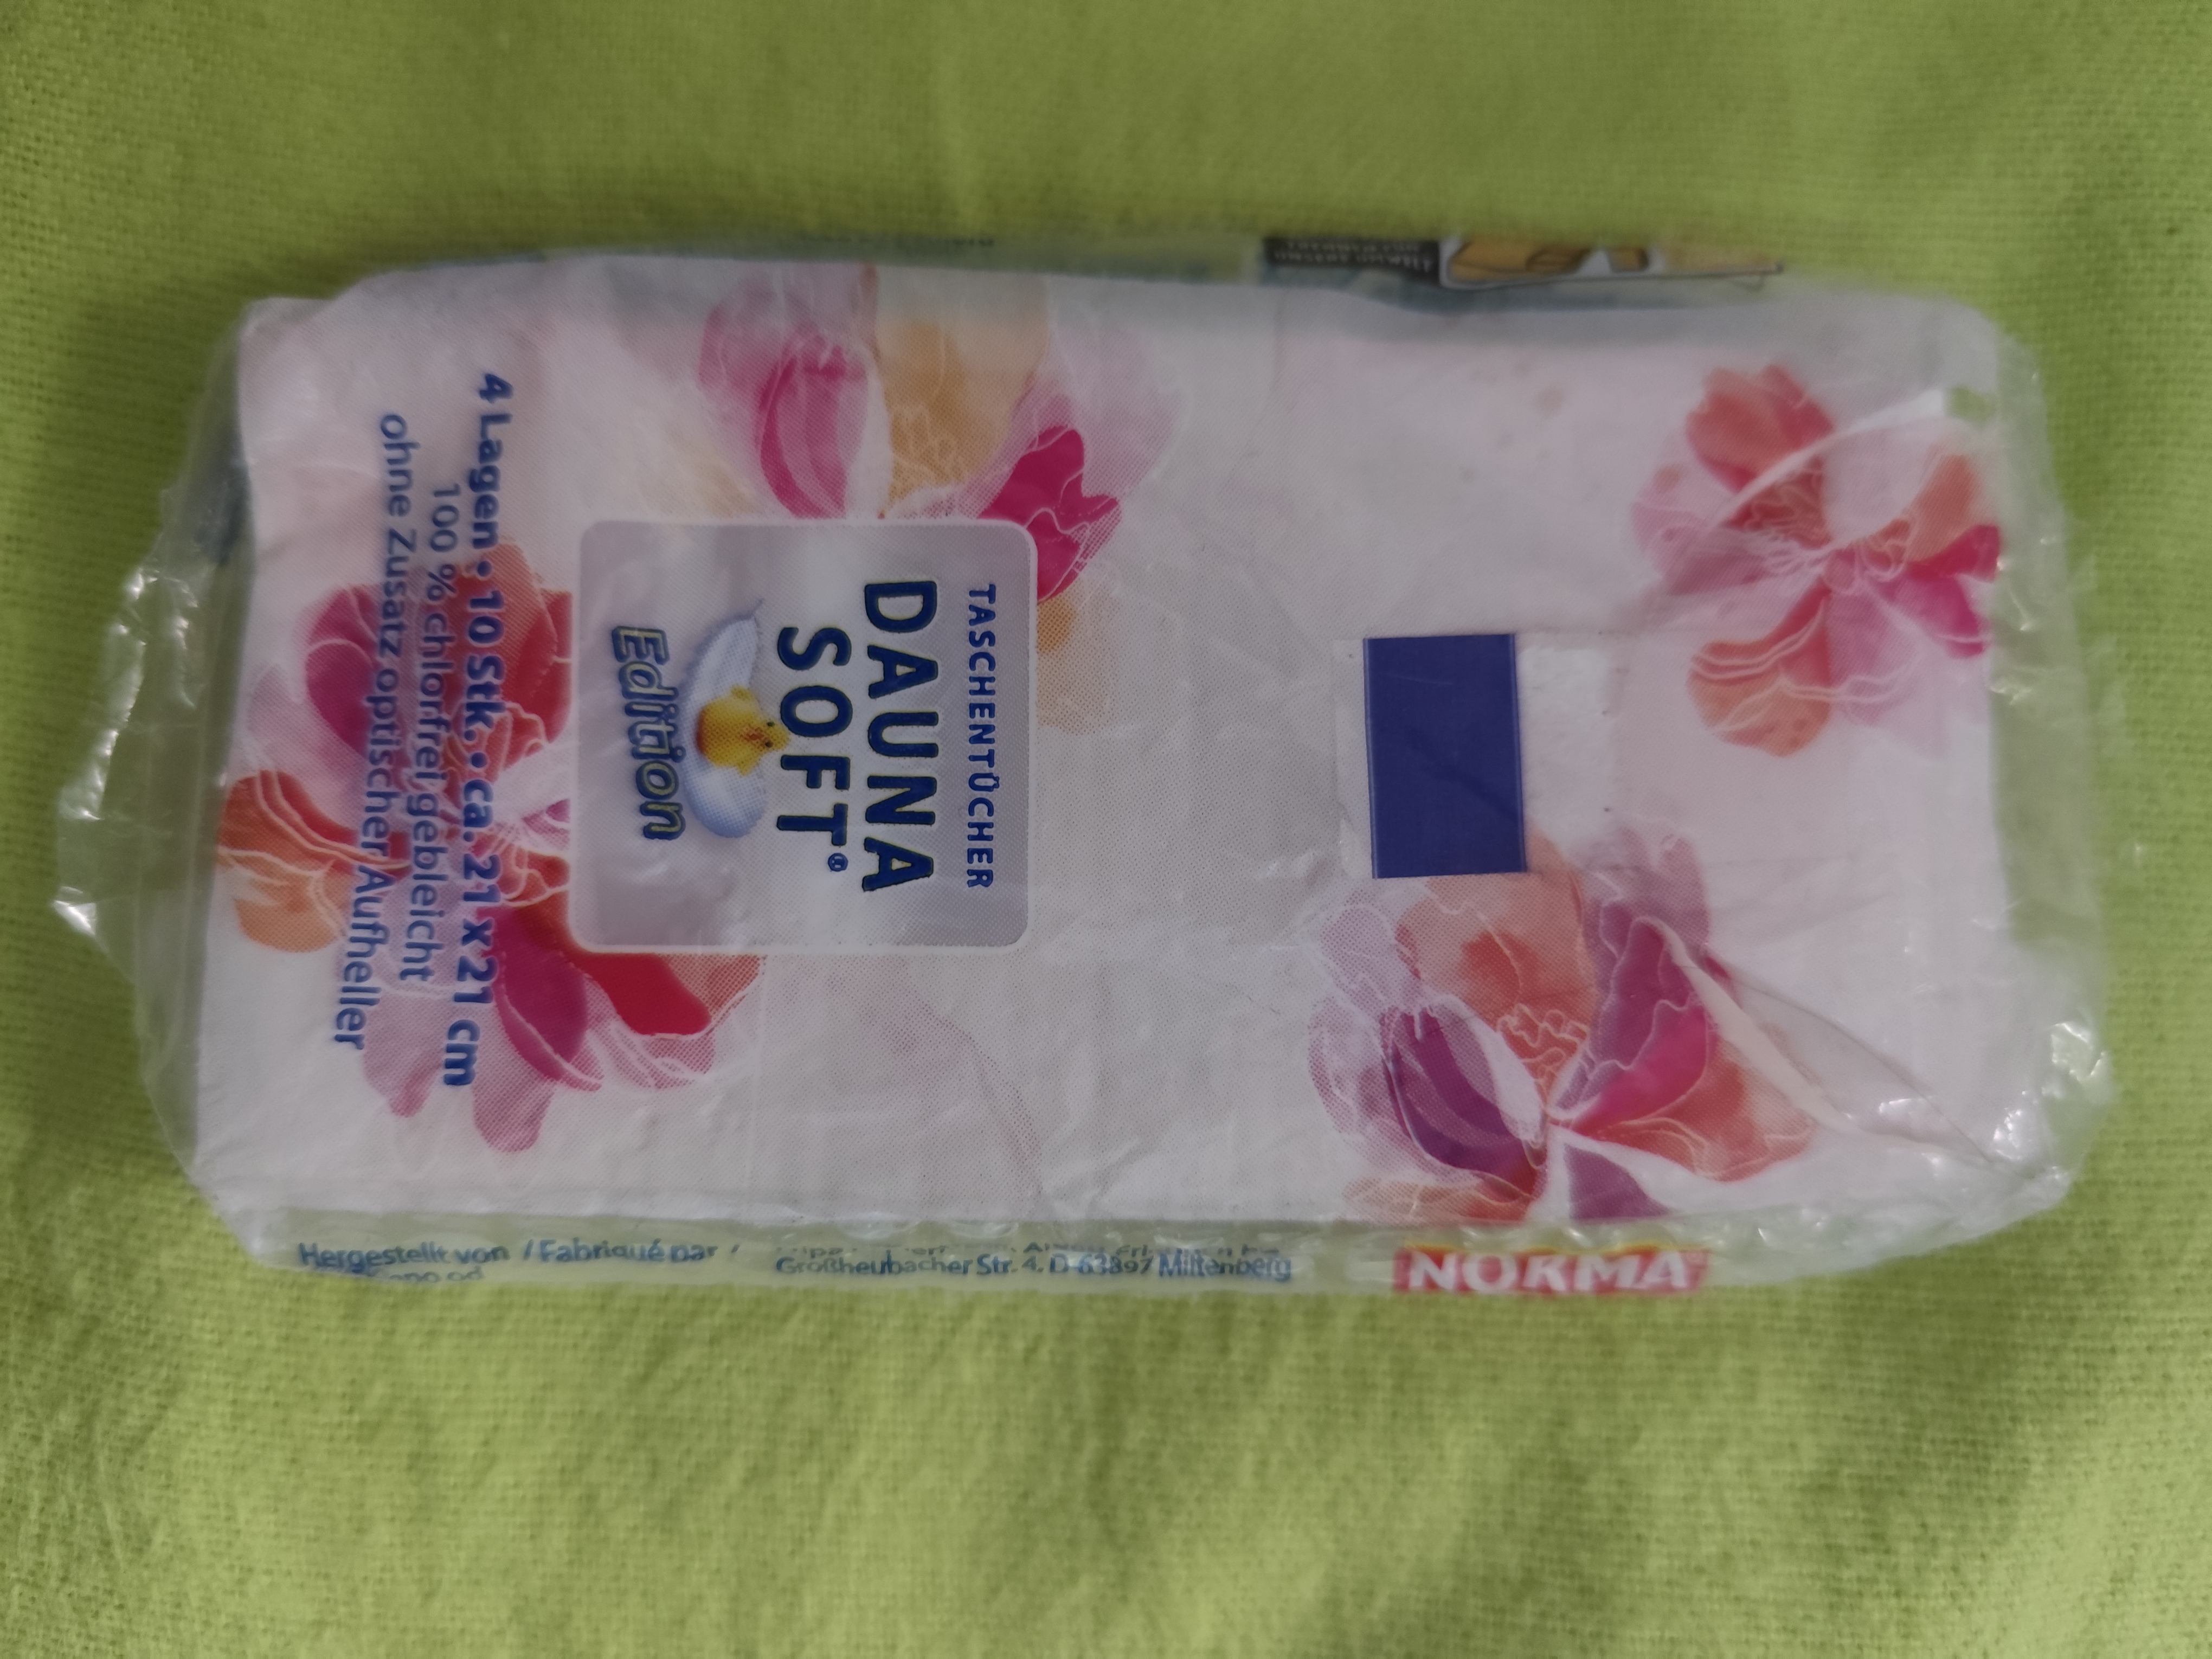 TASCHENTÜCHER
DAUNA
SOFT®
Edition
4 Lagen • 10 Stk. • ca. 21 x 21 cm
100 % chlorfrei gebleicht
ohne Zusatz optischer Aufheller
Hergestellt von / Fabriqué par /
Großheubacher Str. 4, D-63897 Miltenberg
NORMA